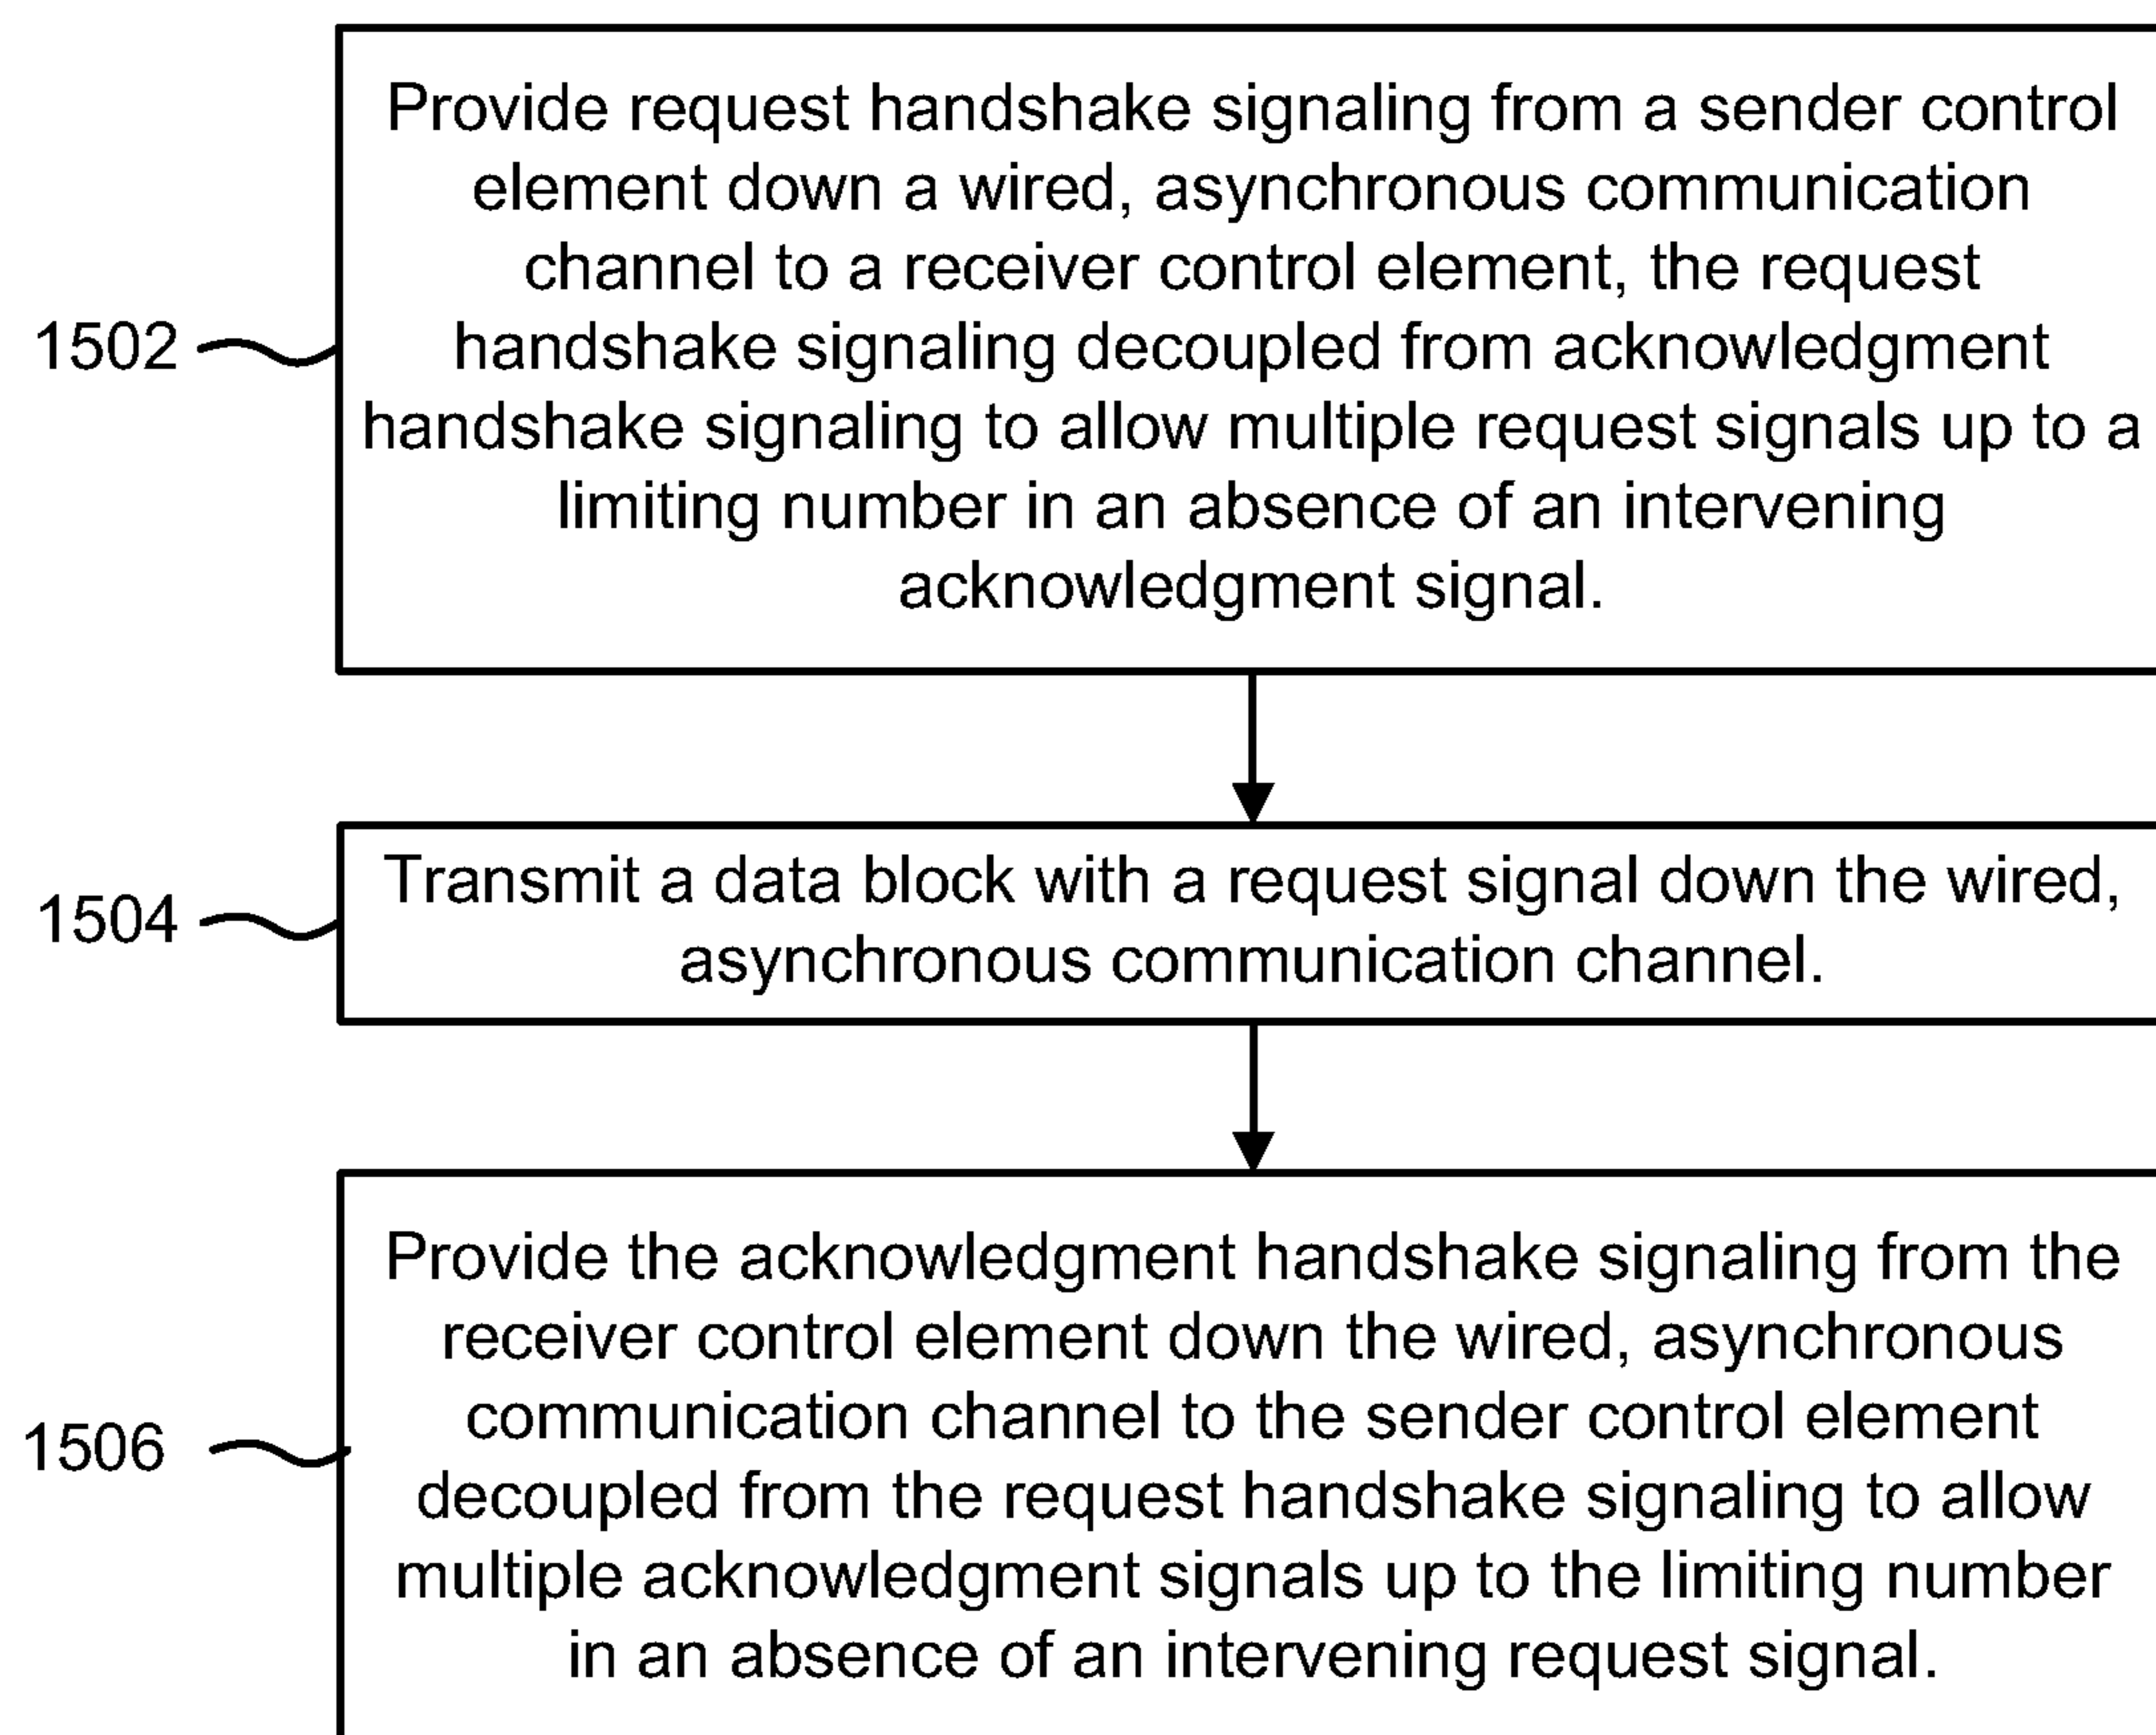 Provide request handshake signaling from a sender control
element down a wired, asynchronous communication
channel to a receiver control element, the request
1502
handshake signaling decoupled from acknowledgment
handshake signaling to allow multiple request signals up to a
limiting number in an absence of an intervening
acknowledgment signal.
Transmit a data block with a request signal down the wired,
1504
asynchronous communication channel.
Provide the acknowledgment handshake signaling from the
receiver control element down the wired, asynchronous
communication channel to the sender control element
1506
decoupled from the request handshake signaling to allow
multiple acknowledgment signals up to the limiting number
in an absence of an intervening request signal.